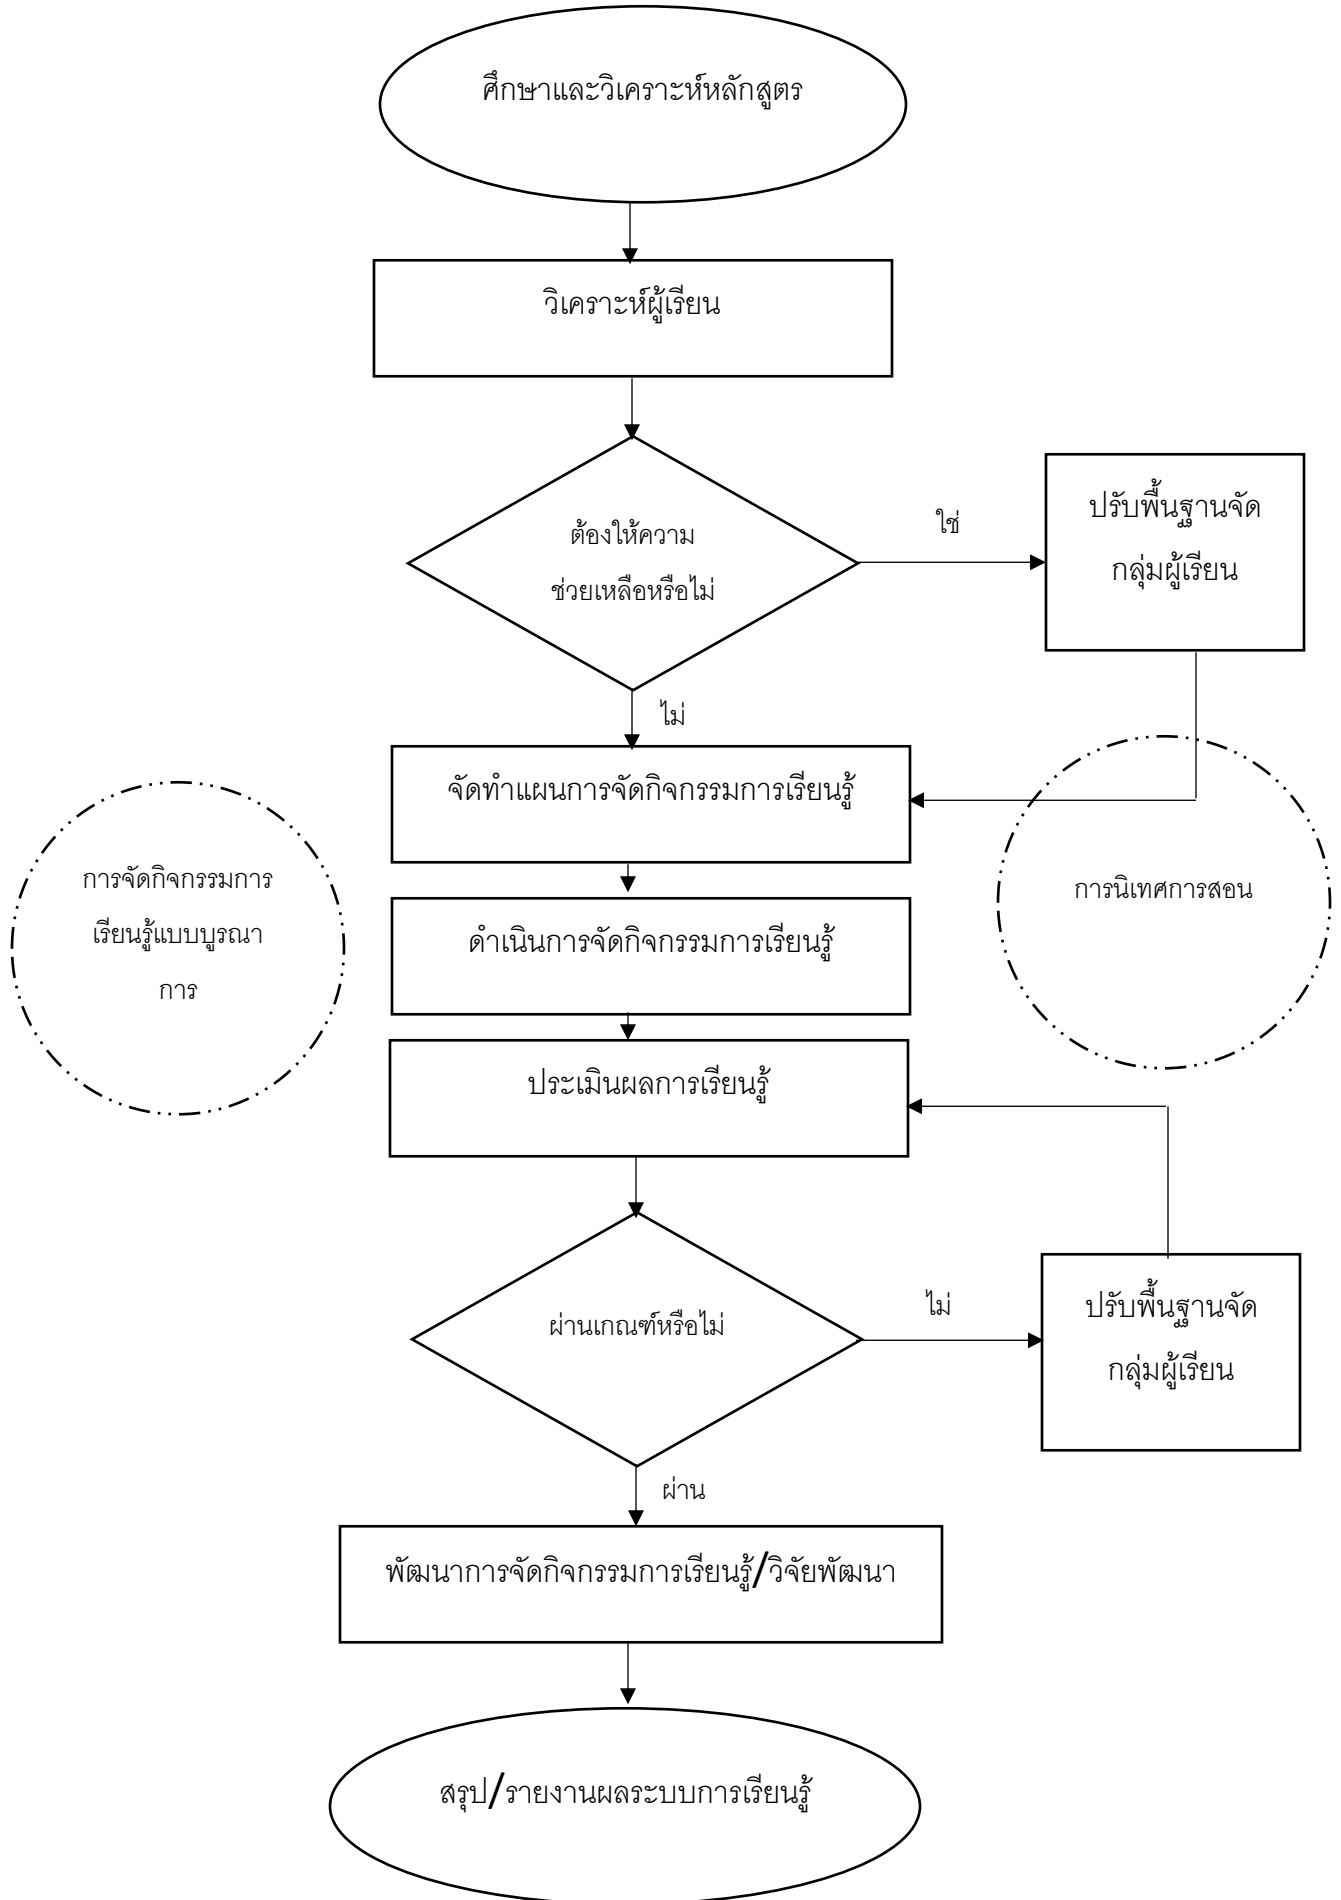 ศึกษาและวิเคราะห์หลักสูตร
วิเคราะห์ผู้เรียน
ต้องให้ความ
ช่วยเหลือหรือไม่
ใช่
ปรับพื้นฐานจัด
กลุ่มผู้เรียน
ไม่
จัดทำแผนการจัดกิจกรรมการเรียนรู้
การจัดกิจกรรมการ
เรียนรู้แบบบูรณา
การ
การนิเทศการสอน
ดำเนินการจัดกิจกรรมการเรียนรู้
ประเมินผลการเรียนรู้
ผ่านเกณฑ์หรือไม่
ไม่
ปรับพื้นฐานจัด
กลุ่มผู้เรียน
ผ่าน
พัฒนาการจัดกิจกรรมการเรียนรู้/วิจัยพัฒนา
สรุป/รายงานผลระบบการเรียนรู้